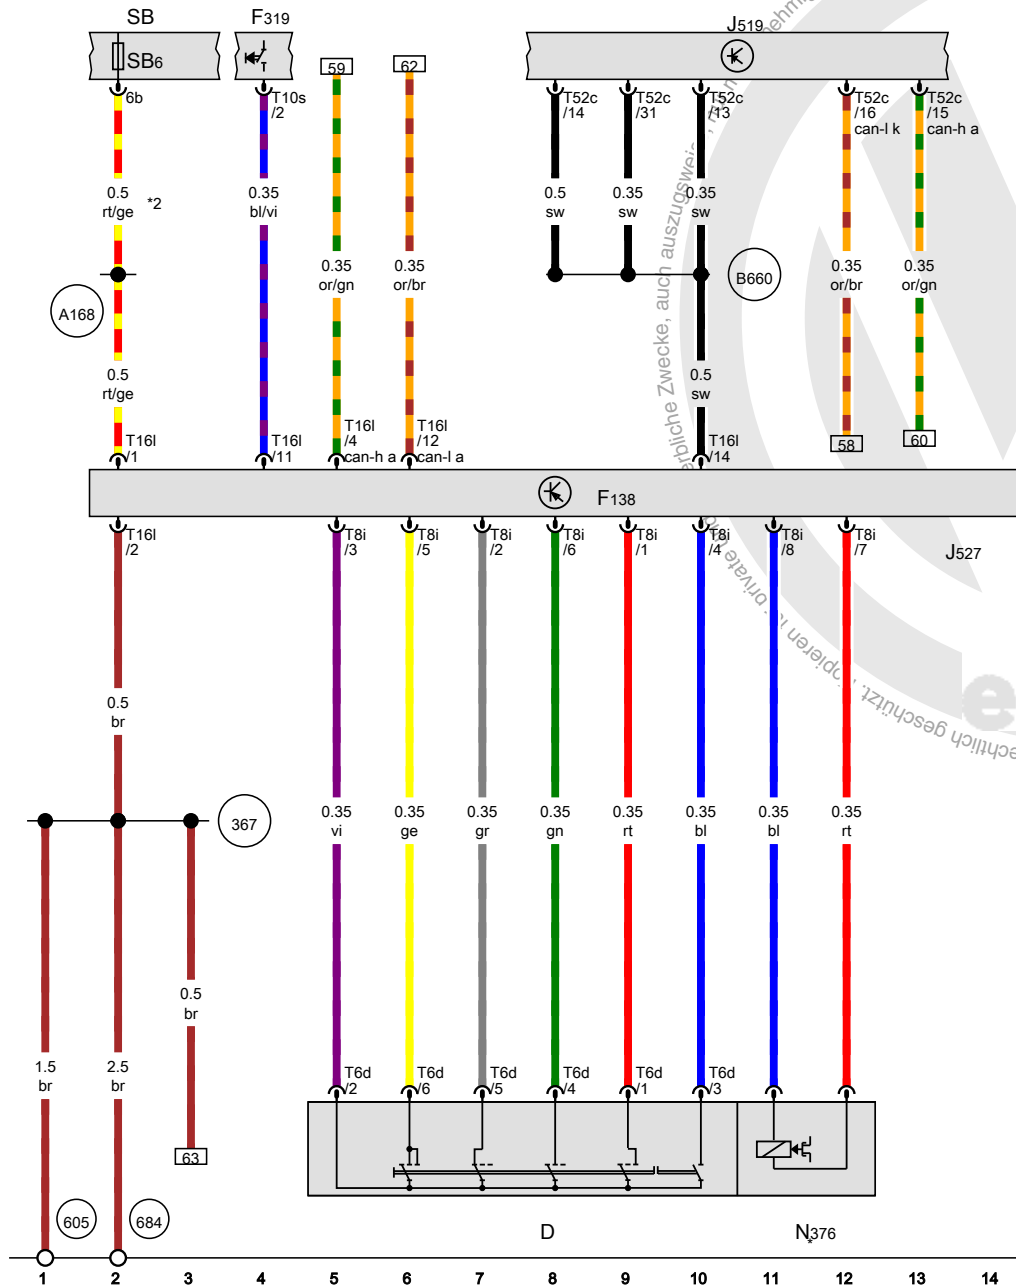 SB F319 J519
SB6
59 62
6b T10s /2 T52c /14 T52c /31 T52c /13 T52c /16 can-l k T52c /15 can-h a
0.5 rt/ge *2 0.35 bl/vi 0.5 sw 0.35 sw 0.35 sw
0.35 or/gn 0.35 or/br 0.35 or/br 0.35 or/gn
A168 B660
0.5 rt/ge 0.5 sw
T16l /1 T16l /11 T16l /4 can-h a T16l /12 can-l a T16l /14 58 60
F138
T16l /2 T8i /3 T8i /5 T8i /2 T8i /6 T8i /1 T8i /4 T8i /8 T8i /7 J527
0.5 br
367
0.35 vi 0.35 ge 0.35 gr 0.35 gn 0.35 rt 0.35 bl 0.35 bl 0.35 rt
0.5 br
1.5 br 2.5 br
T6d /2 T6d /6 T6d /5 T6d /4 T6d /1 T6d /3
63
605 684 D N376
*
1 2 3 4 5 6 7 8 9 10 11 12 13 14
erbliche Zwecke, auch auszugsweise,
private
opieren
echtlich geschützt.